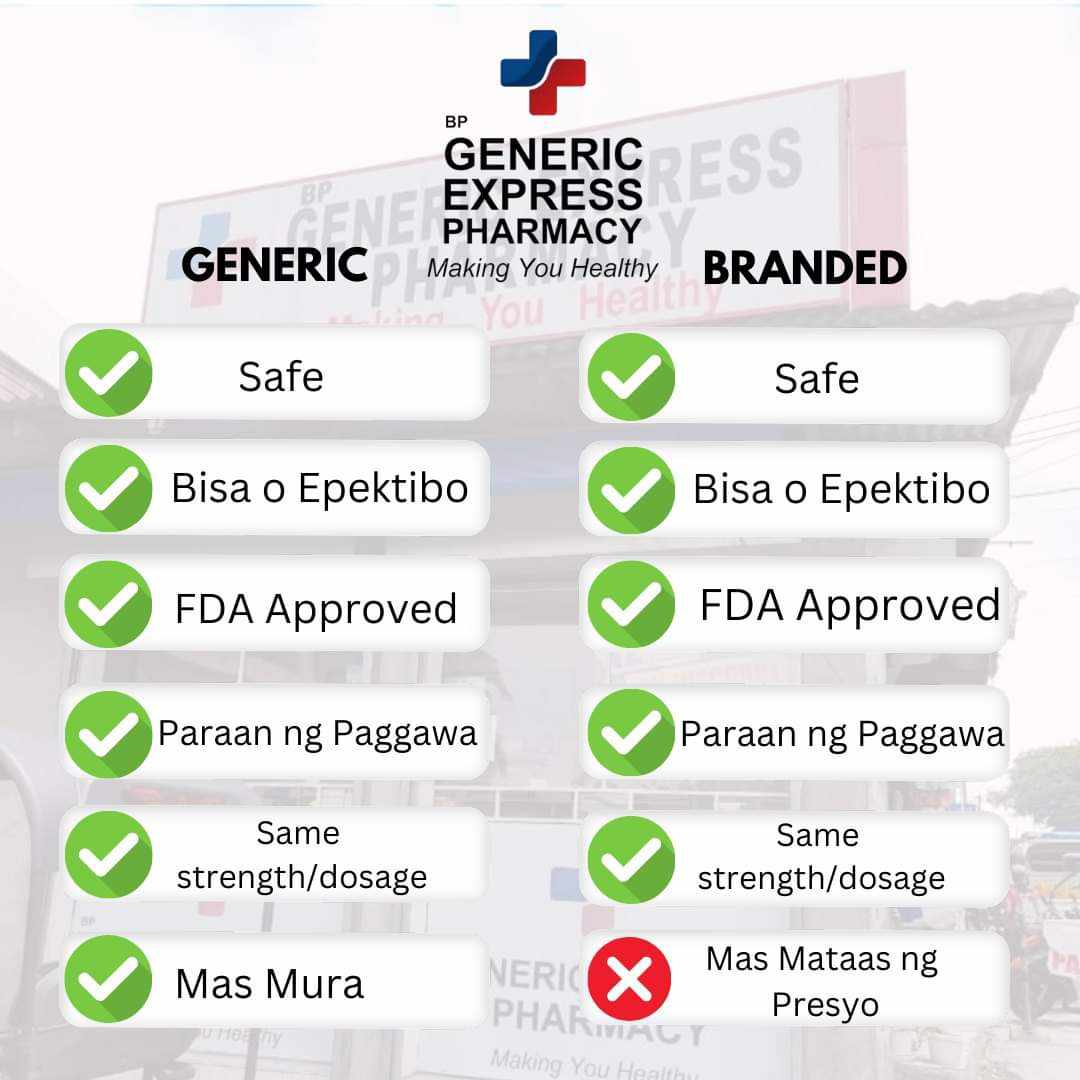 BP
GENERIC
EXPRESS
PHARMACY
Making You Healthy
GENERIC
BRANDED
Safe
Safe
Bisa o Epektibo
Bisa o Epektibo
FDA Approved
FDA Approved
Paraan ng Paggawa
Paraan ng Paggawa
Same
strength/dosage
Same
strength/dosage
Mas Mura
Mas Mataas ng
Presyo